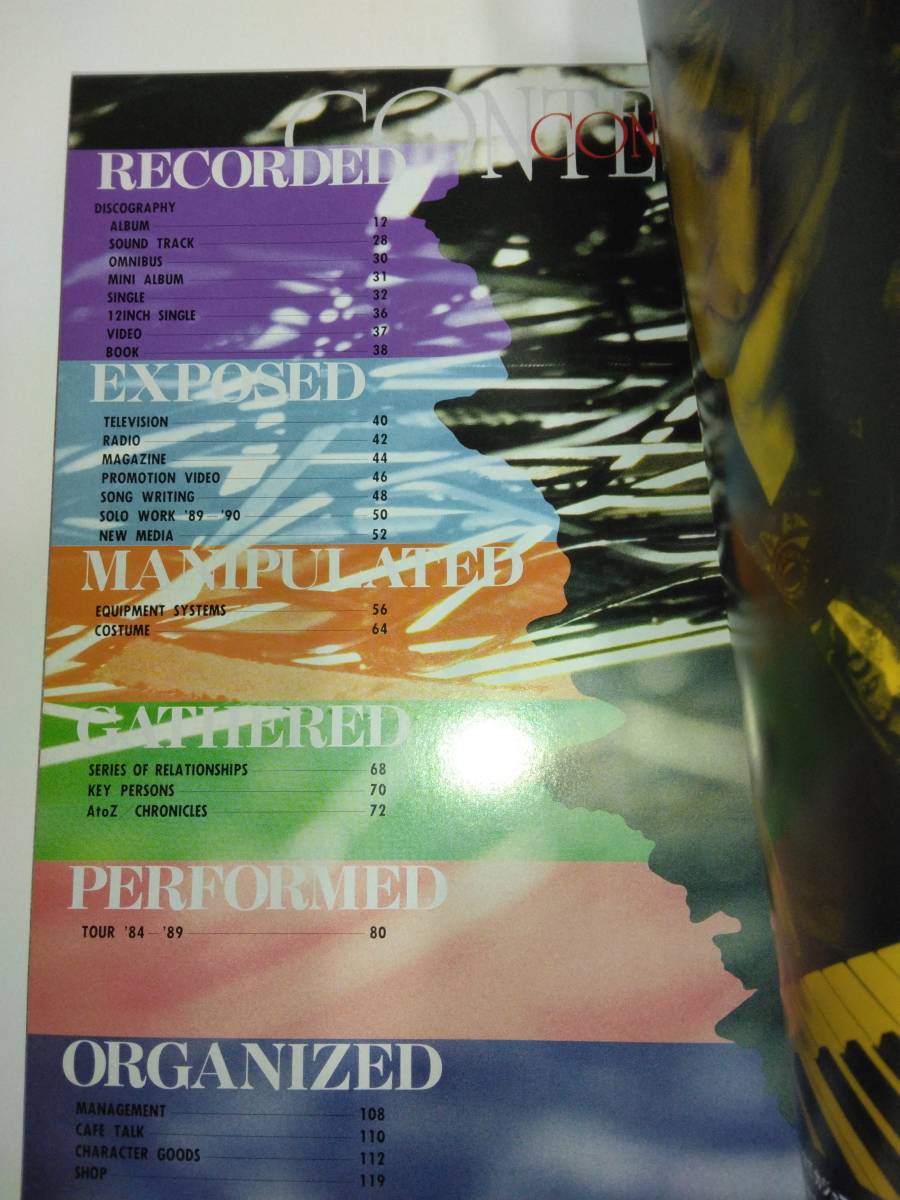 CONTE
CON
RECORDED
DISCOGRAPHY
ALBUM 12
SOUND TRACK 28
OMNIBUS 30
MINI ALBUM 31
SINGLE 32
12INCH SINGLE 36
VIDEO 37
BOOK 38
EXPOSED
TELEVISION 40
RADIO 42
MAGAZINE 44
PROMOTION VIDEO 46
SONG WRITING 48
SOLO WORK '89—'90 50
NEW MEDIA 52
MANIPULATED
EQUIPMENT SYSTEMS 56
COSTUME 64
GATHERED
SERIES OF RELATIONSHIPS 68
KEY PERSONS 70
AtoZ CHRONICLES 72
PERFORMED
TOUR '84—'89 80
ORGANIZED
MANAGEMENT 108
CAFE TALK 110
CHARACTER GOODS 112
SHOP 119